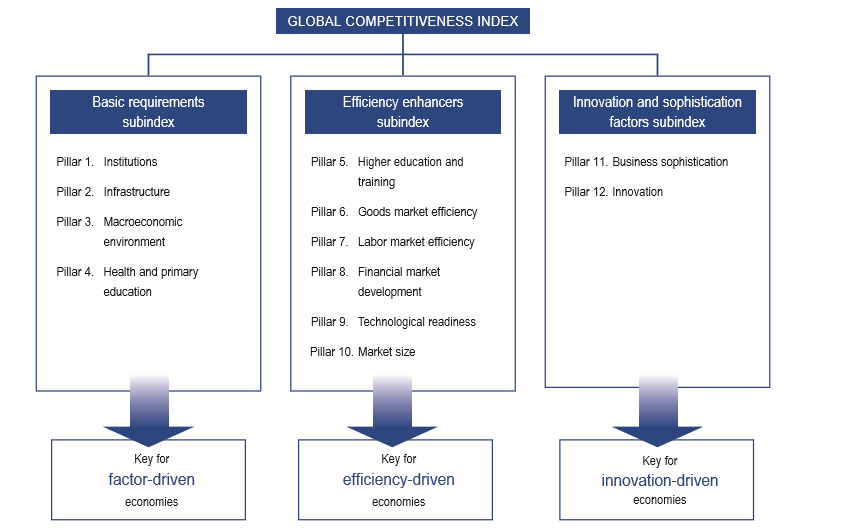 GLOBAL COMPETITIVENESS INDEX
Basic requirements
subindex
Pillar 1. Institutions
Pillar 2. Infrastructure
Pillar 3. Macroeconomic
environment
Pillar 4. Health and primary
education
Key for
factor-driven
economies
Efficiency enhancers
subindex
Pillar 5. Higher education and
training
Pillar 6. Goods market efficiency
Pillar 7. Labor market efficiency
Pillar 8. Financial market
development
Pillar 9. Technological readiness
Pillar 10. Market size
Key for
efficiency-driven
economies
Innovation and sophistication
factors subindex
Pillar 11. Business sophistication
Pillar 12. Innovation
Key for
innovation-driven
economies